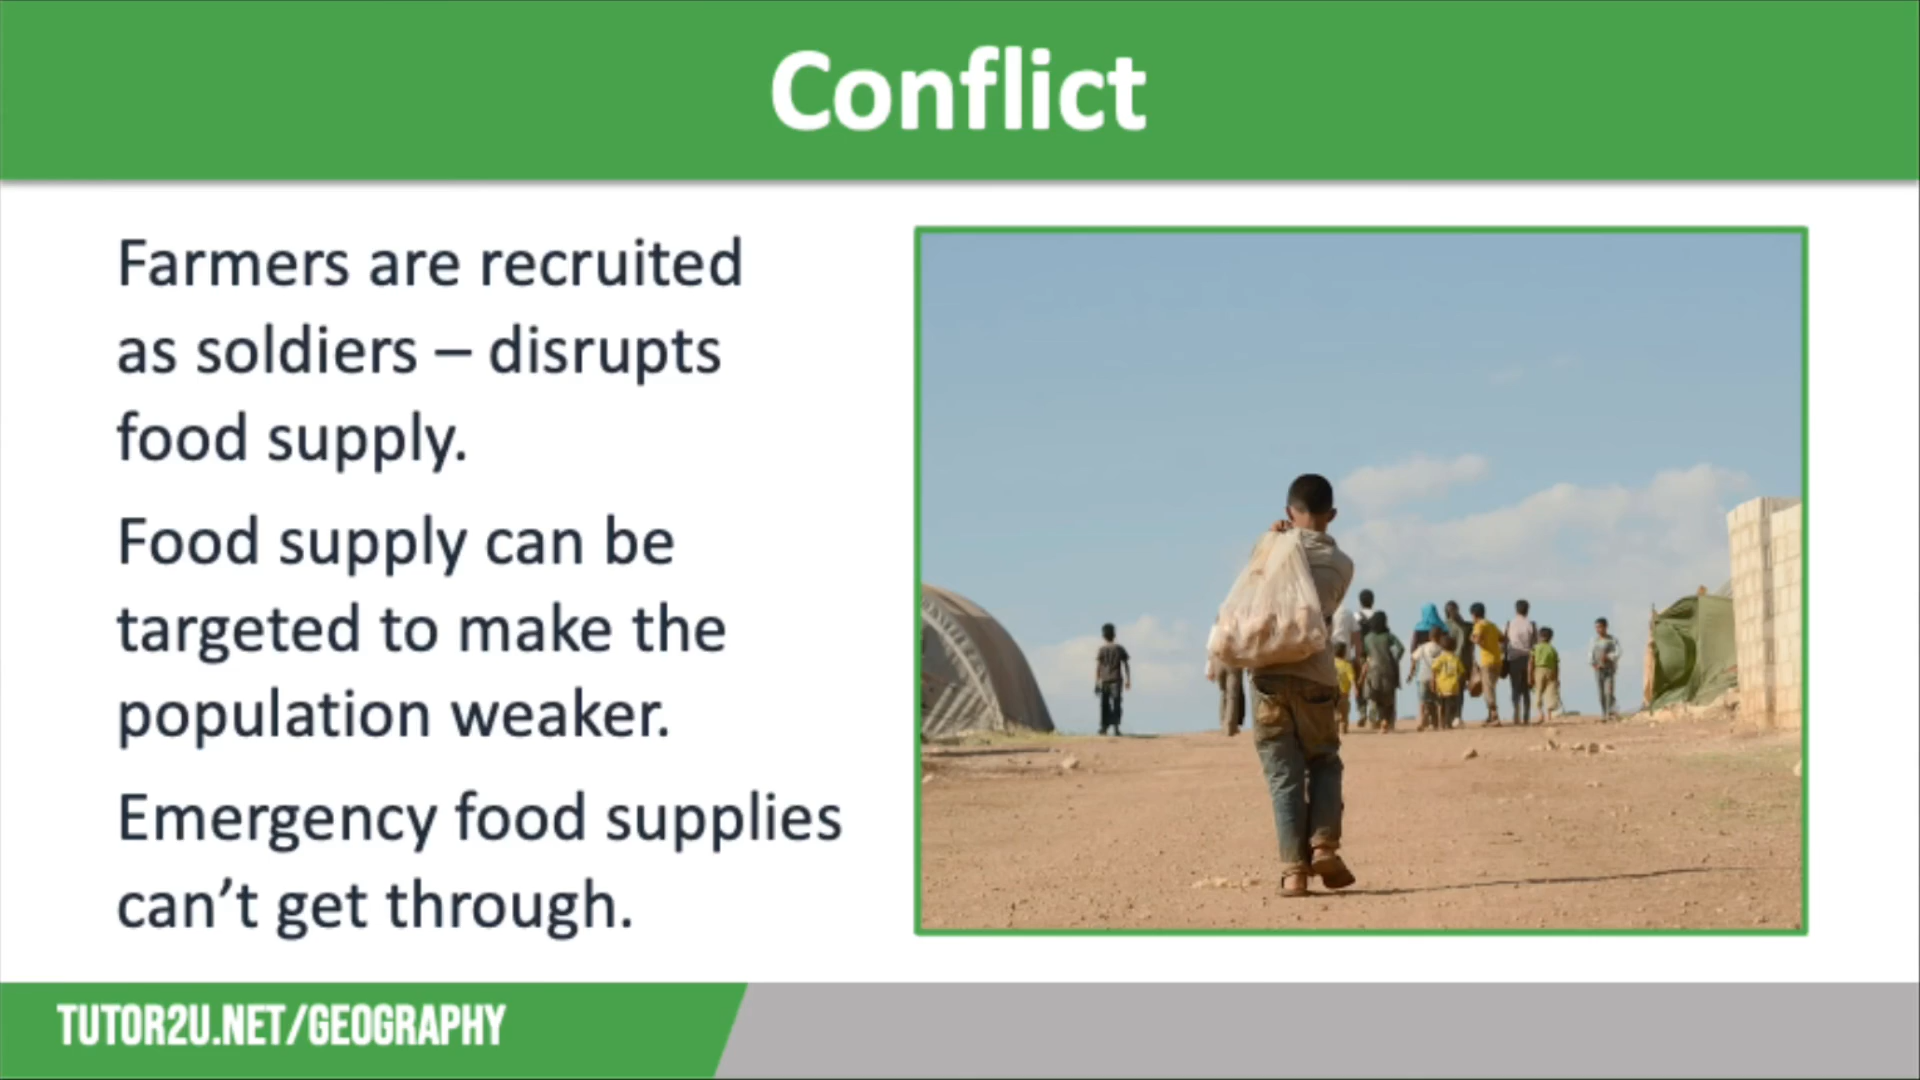 Conflict
Farmers are recruited
as soldiers – disrupts
food supply.
Food supply can be
targeted to make the
population weaker.
Emergency food supplies
can’t get through.
TUTOR2U.NET/GEOGRAPHY